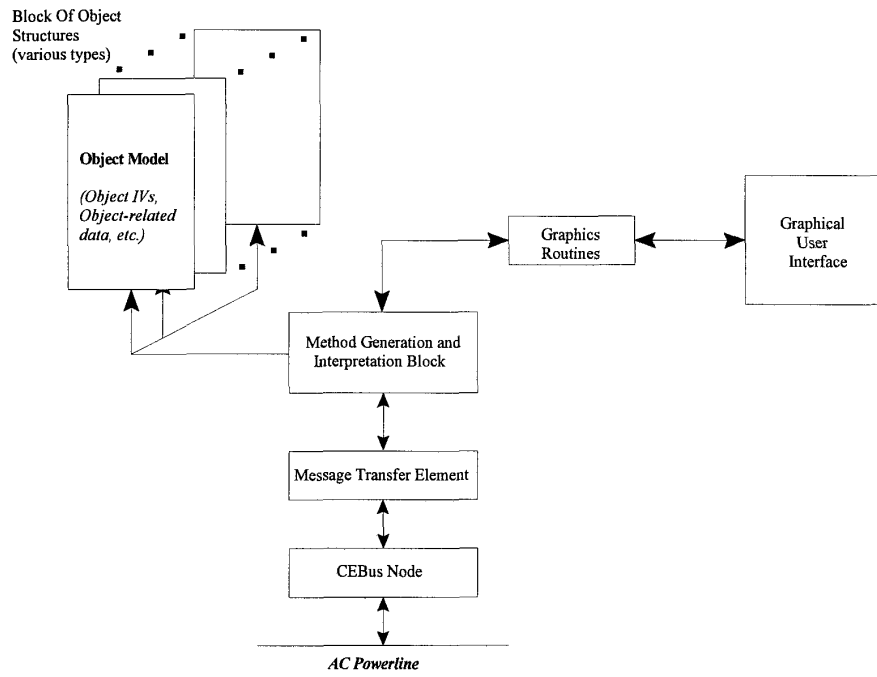 Block Of Object
Structures
(various types)
Object Model
(Object IVs,
Object-related
data, etc.)
Graphics
Routines
Graphical
User
Interface
Method Generation and
Interpretation Block
Message Transfer Element
CEBus Node
AC Powerline